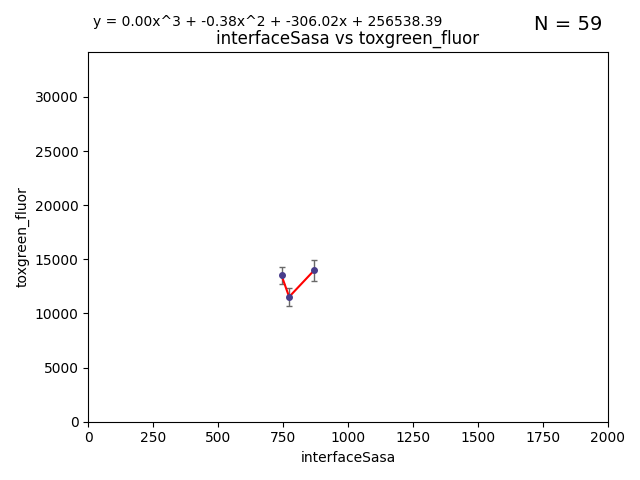 y = 0.00x^3 + -0.38x^2 + -306.02x + 256538.39
N = 59
interfaceSasa vs toxgreen_fluor
30000
25000
20000
15000
10000
5000
0
toxgreen_fluor
0 250 500 750 1000 1250 1500 1750 2000
interfaceSasa